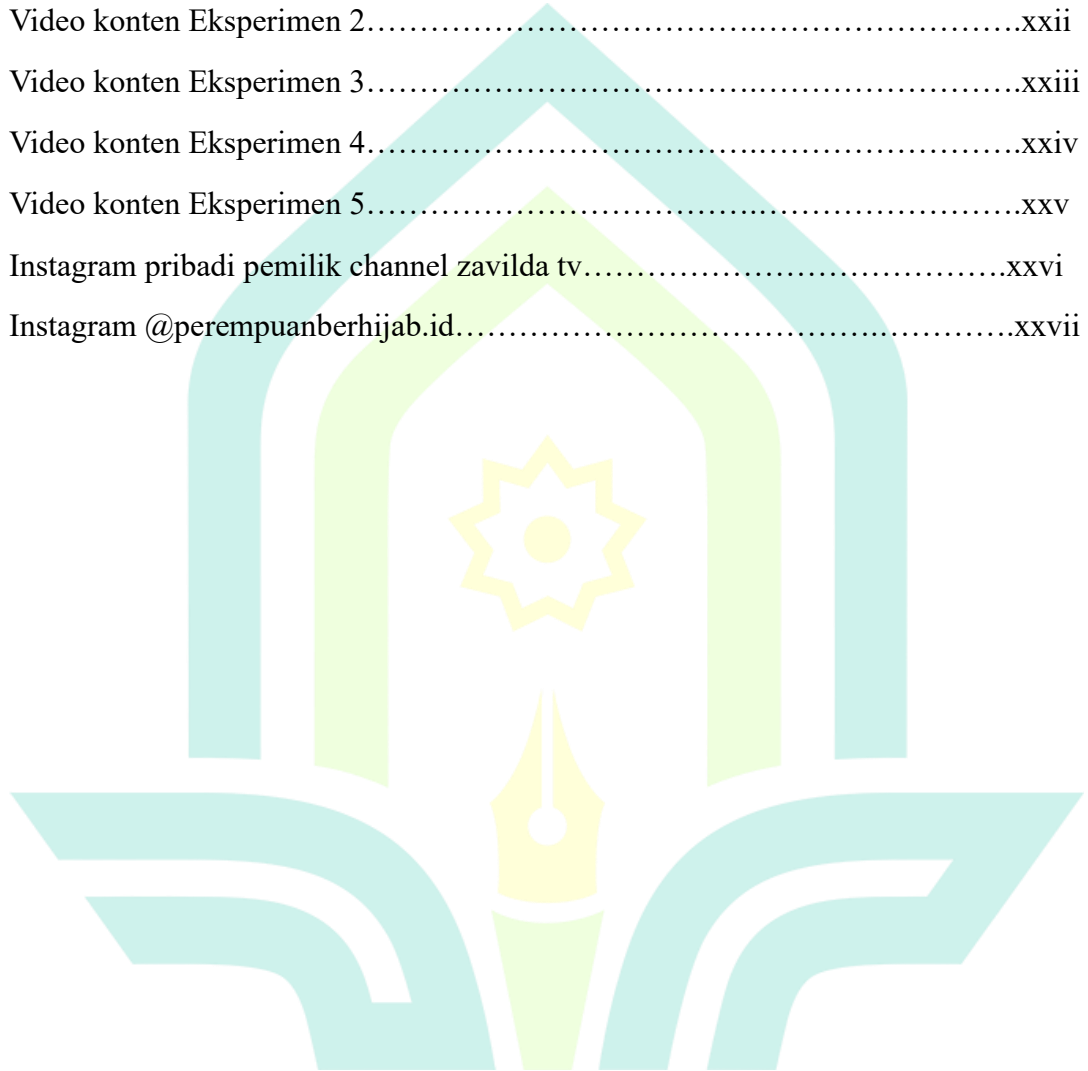 Video konten Eksperimen 2……………………………………….……………………….xxii
Video konten Eksperimen 3……………………………………….……………………….xxiii
Video konten Eksperimen 4……………………………………….……………………….xxiv
Video konten Eksperimen 5……………………………………….……………………….xxv
Instagram pribadi pemilik channel zavilda tv……………………………………….xxvi
Instagram @perempuanberhijab.id…………………………………….……………….xxvii